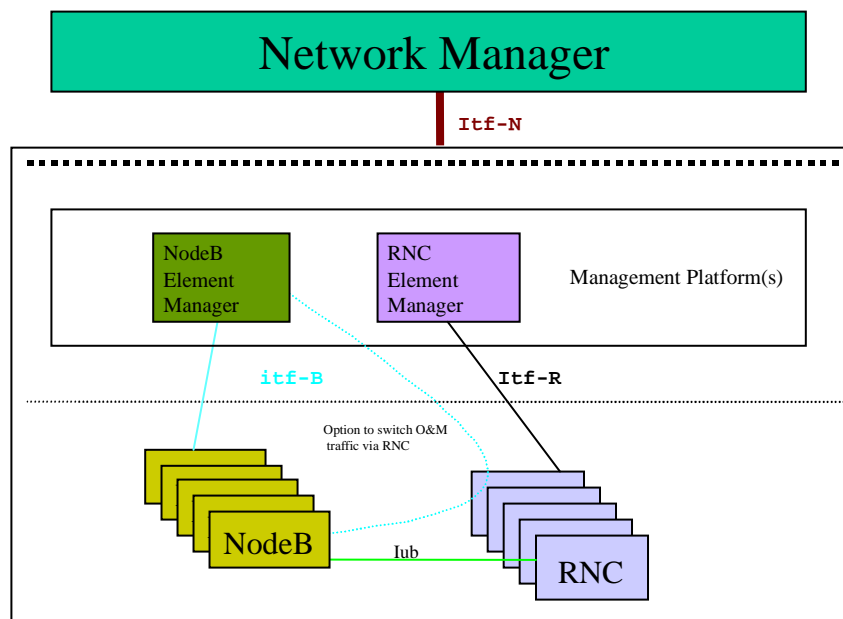 Network Manager
Itf-N
NodeB
Element
Manager
RNC
Element
Manager
Management Platform(s)
itf-B
Itf-R
Option to switch O&M
traffic via RNC
NodeB
Iub
RNC